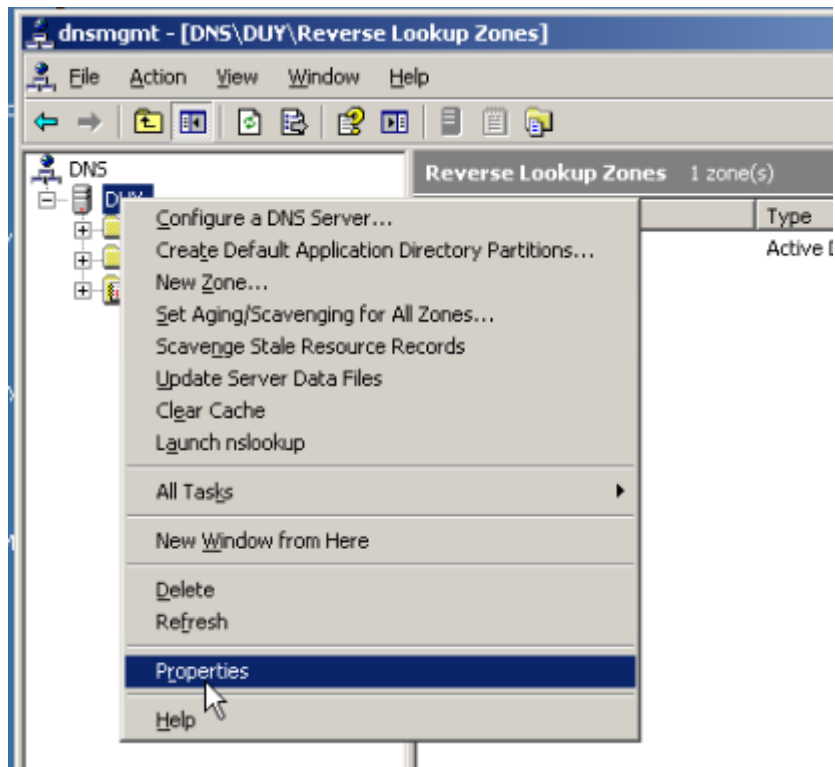 dnsmgmt - [DNS\DUY\Reverse Lookup Zones]
File Action View Window Help
DNS
Reverse Lookup Zones 1 zone(s)
DUY
Type
Active D
Configure a DNS Server...
Create Default Application Directory Partitions...
New Zone...
Set Aging/Scavenging for All Zones...
Scavenge Stale Resource Records
Update Server Data Files
Clear Cache
Launch nslookup
All Tasks
New Window from Here
Delete
Refresh
Properties
Help